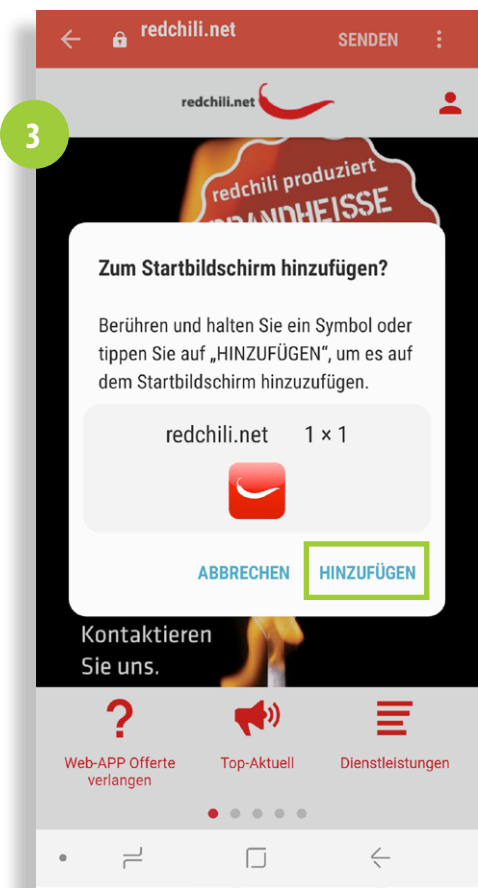 redchili.net
SENDEN
redchili.net
3
redchili produziert
BRANDHEISSE
Zum Startbildschirm hinzufügen?
Berühren und halten Sie ein Symbol oder
tippen Sie auf „HINZUFÜGEN“, um es auf
dem Startbildschirm hinzuzufügen.
redchili.net 1 × 1
ABBRECHEN HINZUFÜGEN
Kontaktieren
Sie uns.
Web-APP Offerte
verlangen
Top-Aktuell
Dienstleistungen